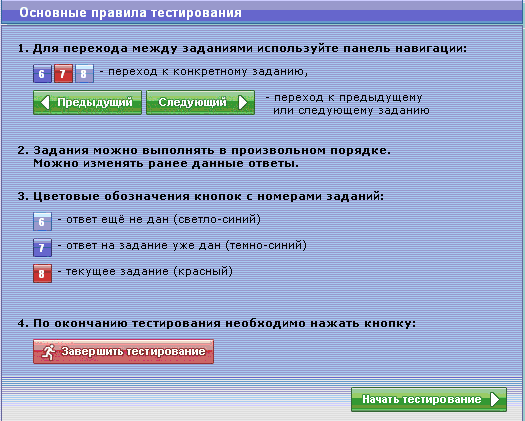 Основные правила тестирования
1. Для перехода между заданиями используйте панель навигации:
6 7 8 - переход к конкретному заданию,
Предыдущий Следующий - переход к предыдущему
или следующему заданию
2. Задания можно выполнять в произвольном порядке.
Можно изменять ранее данные ответы.
3. Цветовые обозначения кнопок с номерами заданий:
6 - ответ ещё не дан (светло-синий)
7 - ответ на задание уже дан (темно-синий)
8 - текущее задание (красный)
4. По окончанию тестирования необходимо нажать кнопку:
Завершить тестирование
Начать тестирование